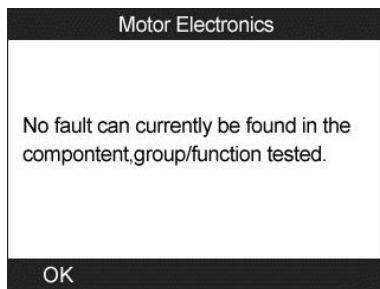 Motor Electronics
No fault can currently be found in the
compontent,group/function tested.
OK